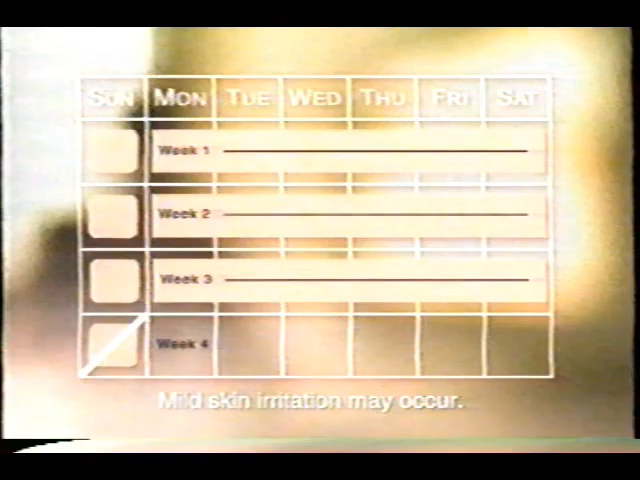 SUN MON TUE WED THU FRI SAT
Week 1
Week 2
Week 3
Week 4
Mild skin irritation may occur.